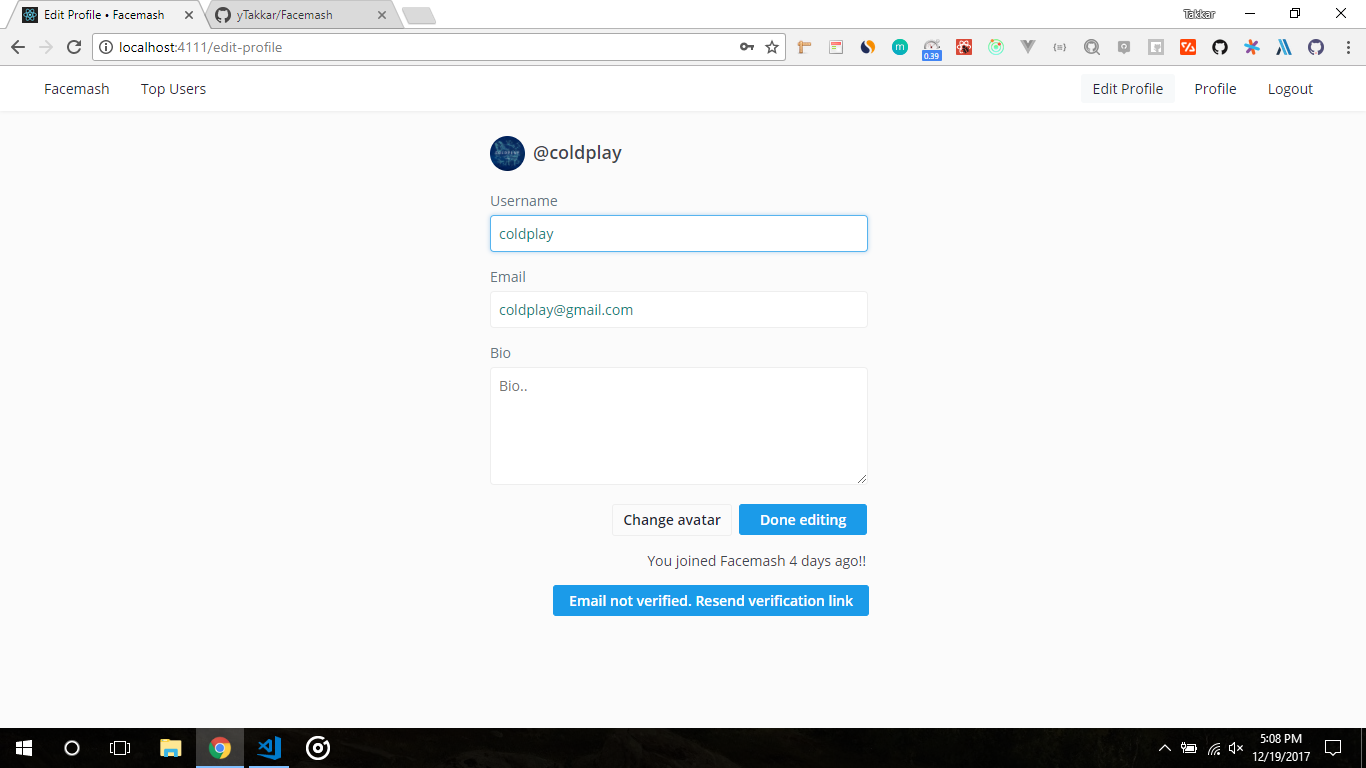 Edit Profile • Facemash
yTakkar/Facemash
Takkar
localhost:4111/edit-profile
0.39
Facemash
Top Users
Edit Profile
Profile
Logout
@coldplay
Username
coldplay
Email
coldplay@gmail.com
Bio
Bio..
Change avatar
Done editing
You joined Facemash 4 days ago!!
Email not verified. Resend verification link
5:08 PM
12/19/2017